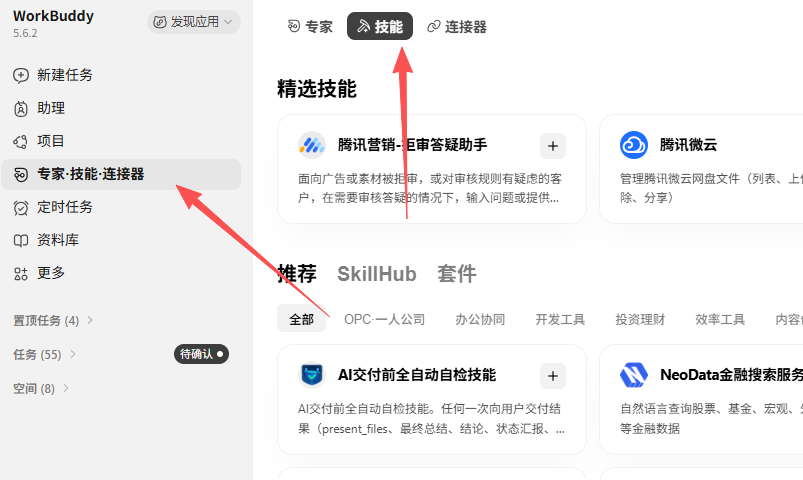 WorkBuddy
5.6.2
发现应用
新建任务
助理
项目
专家·技能·连接器
定时任务
资料库
更多
置顶任务 (4)
任务 (55)
待确认
空间 (8)
专家
技能
连接器
精选技能
腾讯营销-拒审答疑助手
面向广告或素材被拒审，或对审核规则有疑虑的客
户，在需要审核答疑的情况下，输入问题或提供...
腾讯微云
管理腾讯微云网盘文件（列表、上传
除、分享）
推荐
SkillHub
套件
全部
OPC·一人公司
办公协同
开发工具
投资理财
效率工具
内容
AI交付前全自动自检技能
AI交付前全自动自检技能。任何一次向用户交付结
果（present_files、最终总结、结论、状态汇报、...
NeoData金融搜索服务
自然语言查询股票、基金、宏观、
等金融数据